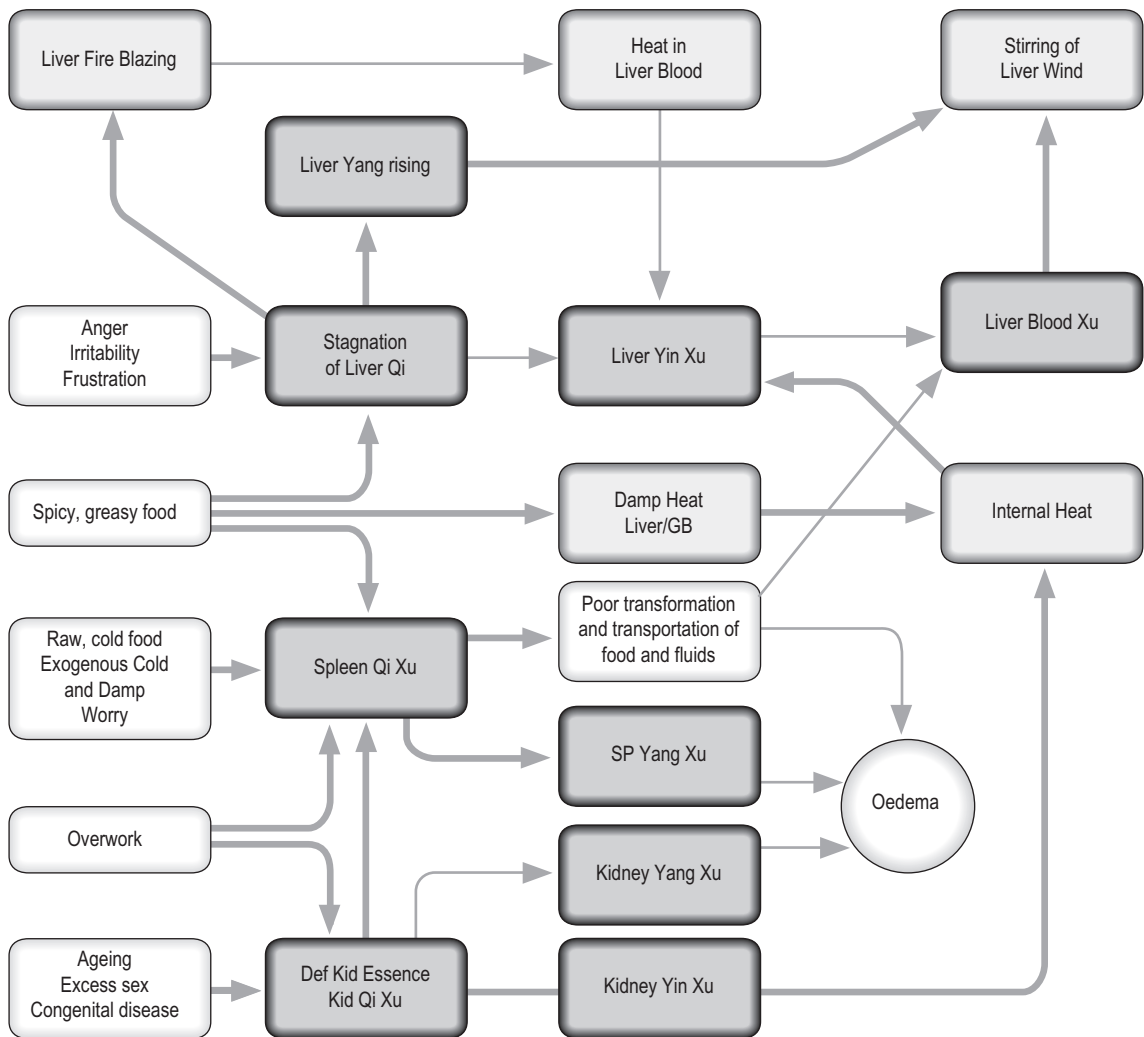 Liver Fire Blazing
Heat in
Liver Blood
Stirring of
Liver Wind
Liver Yang rising
Anger
Irritability
Frustration
Stagnation
of Liver Qi
Liver Yin Xu
Liver Blood Xu
Spicy, greasy food
Damp Heat
Liver/GB
Internal Heat
Raw, cold food
Exogenous Cold
and Damp
Worry
Spleen Qi Xu
Poor transformation
and transportation of
food and fluids
SP Yang Xu
Oedema
Overwork
Kidney Yang Xu
Ageing
Excess sex
Congenital disease
Def Kid Essence
Kid Qi Xu
Kidney Yin Xu